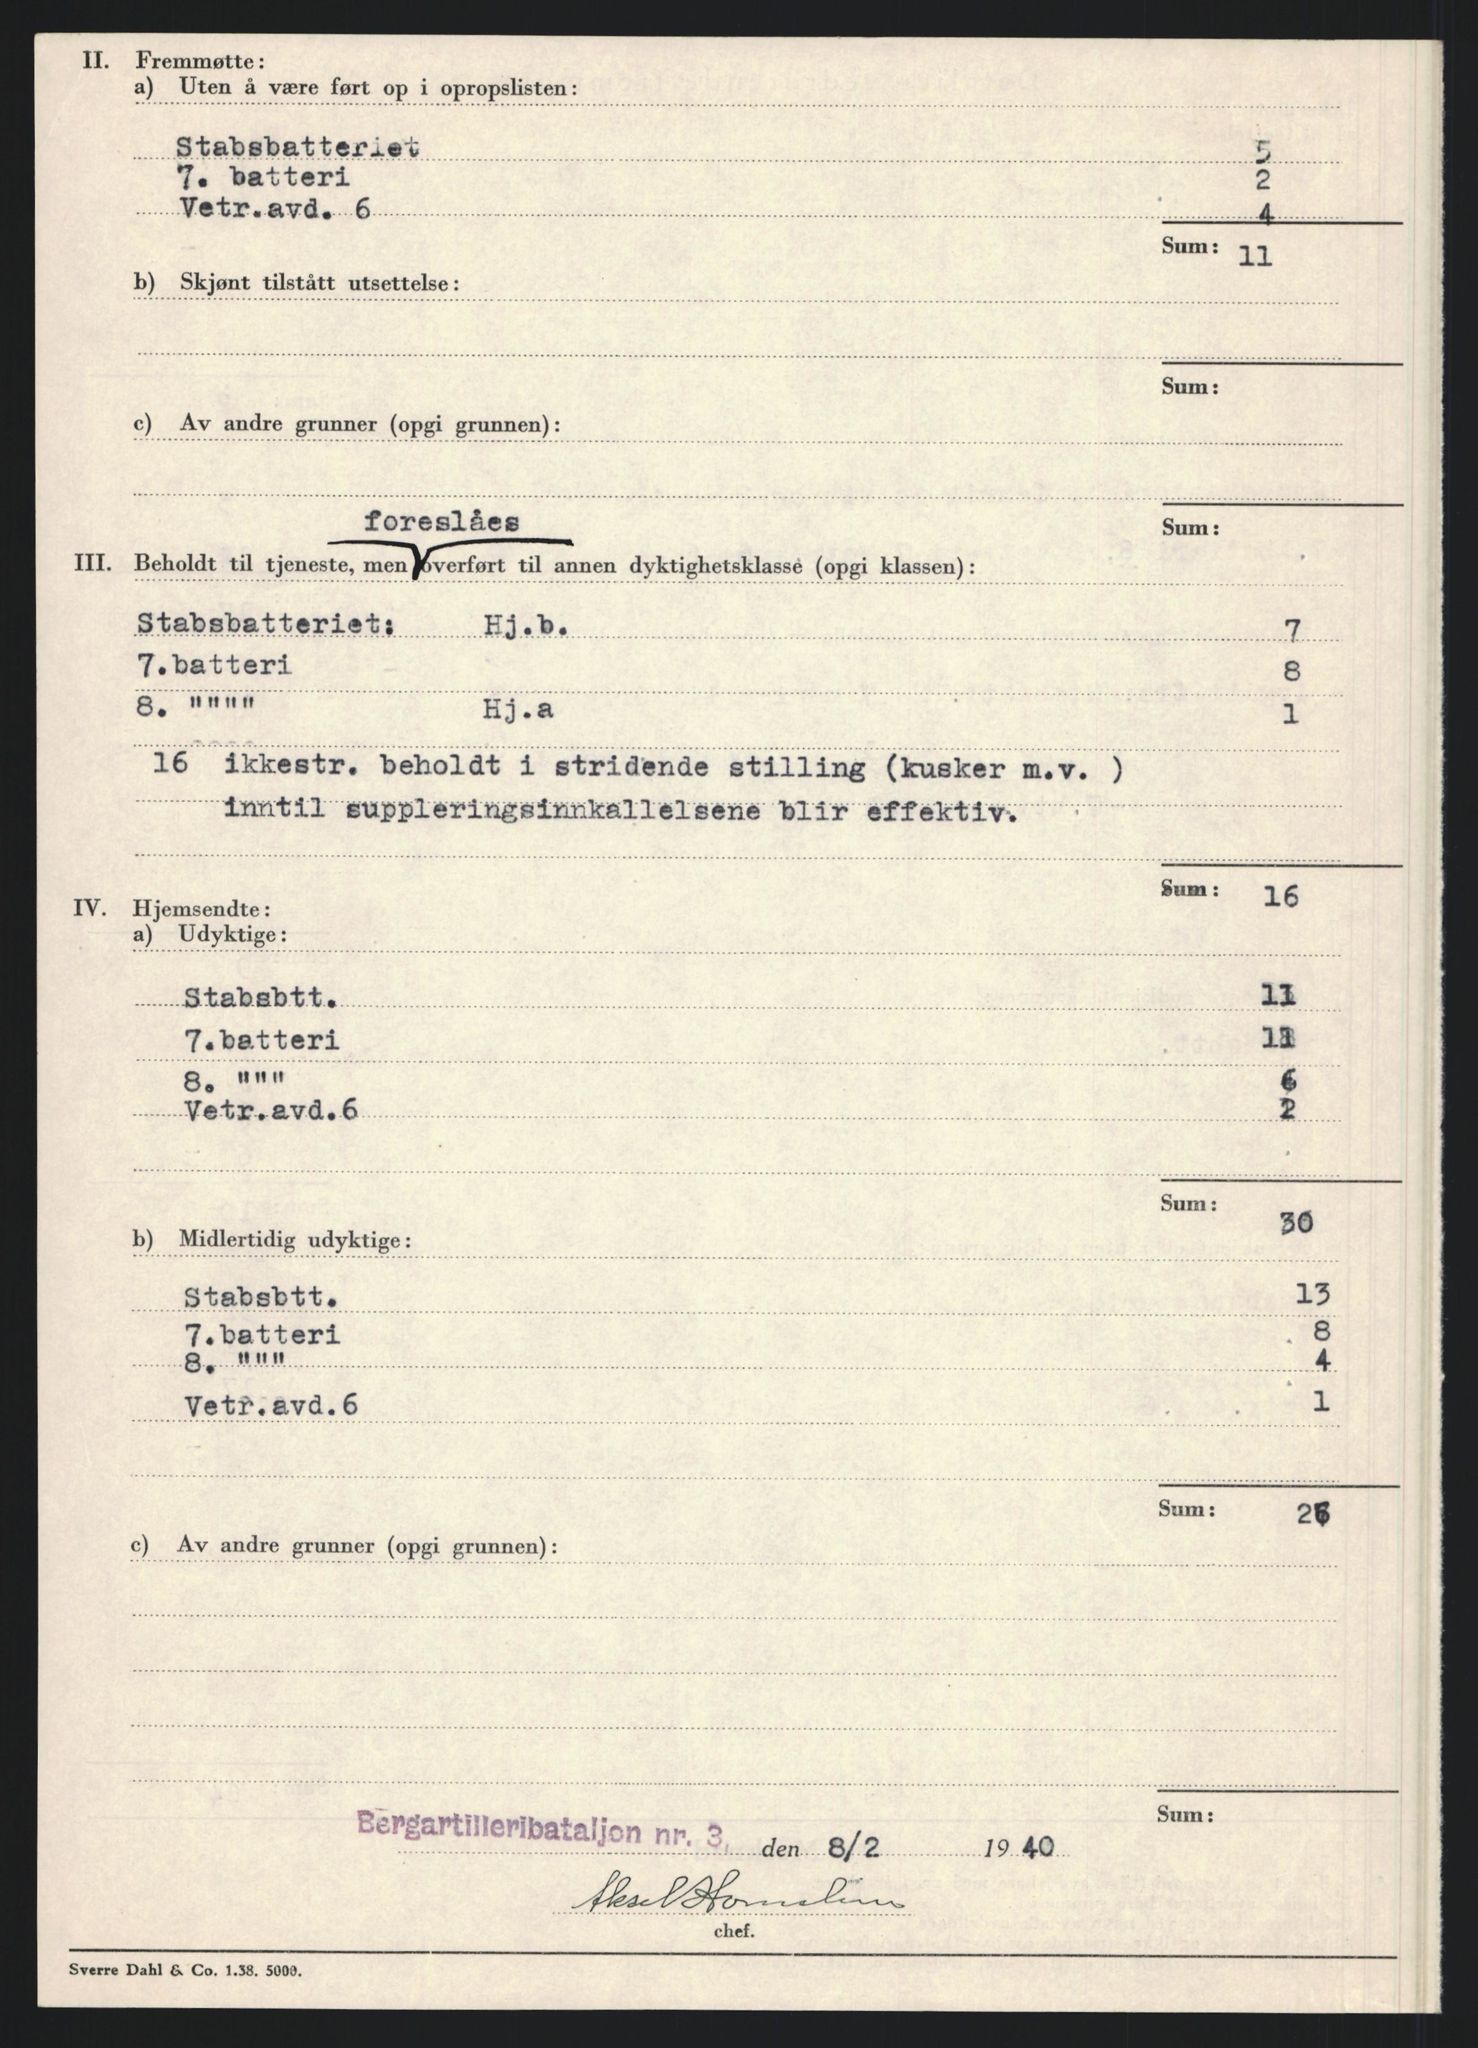 II. Fremmøtte:
a) Uten å være ført op i opropslisten:
Stabsbatteriet 5
7. batteri 2
Vetr.avd. 6 4
Sum: 11
b) Skjønt tilstått utsettelse:
Sum:
c) Av andre grunner (opgi grunnen):
Sum:
foreslåes
III. Beholdt til tjeneste, men overført til annen dyktighetsklasse (opgi klassen):
Stabsbatteriet: Hj.b. 7
7.batteri 8
8. """" Hj.a 1
16 ikkestr. beholdt i stridende stilling (kusker m.v. )
inntil suppleringsinnkallelsene blir effektiv.
Sum: 16
IV. Hjemsendte:
a) Udyktige:
Stabsbtt. 11
7.batteri 11
8. """ 6
Vetr.avd.6 2
Sum:
30
b) Midlertidig udyktige:
Stabsbtt. 13
7.batteri 8
8. """ 4
Vetr.avd.6 1
Sum: 26
c) Av andre grunner (opgi grunnen):
Sum:
Bergartilleribataljon nr. 3, den 8/2 1940
Aksel
chef.
Sverre Dahl & Co. 1.38. 5000.